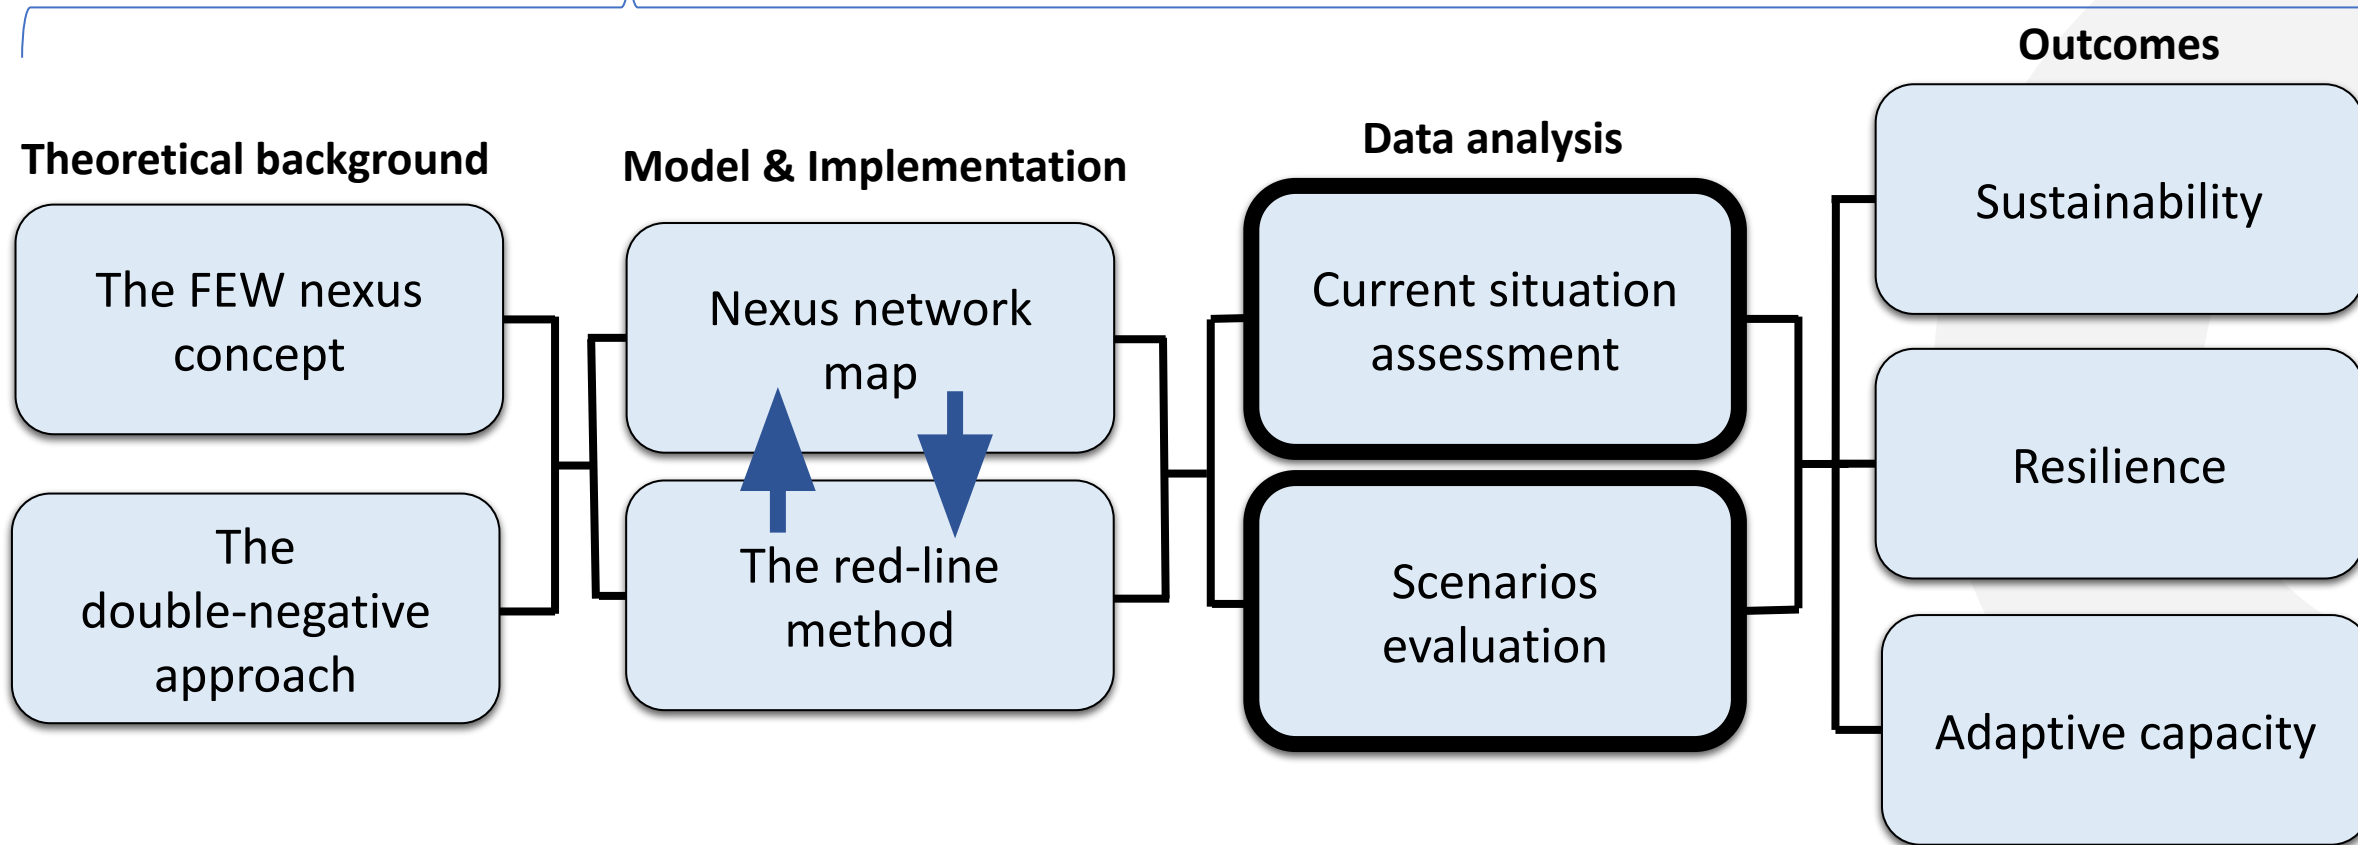 Theoretical background
The FEW nexus
concept
The
double-negative
approach
Model & Implementation
Nexus network
map
The red-line
method
Data analysis
Current situation
assessment
Scenarios
evaluation
Outcomes
Sustainability
Resilience
Adaptive capacity